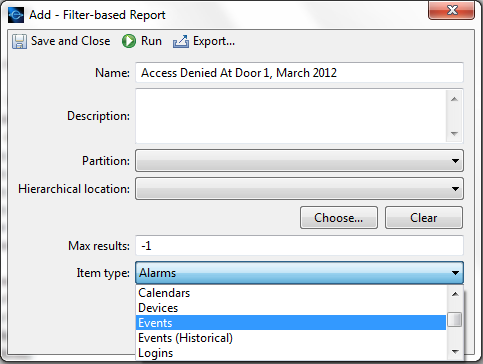 Add - Filter-based Report
Save and Close Run Export...
Name: Access Denied At Door 1, March 2012
Description:
Partition:
Hierarchical location:
Choose... Clear
Max results: -1
Item type: Alarms
Calendars
Devices
Events
Events (Historical)
Logins